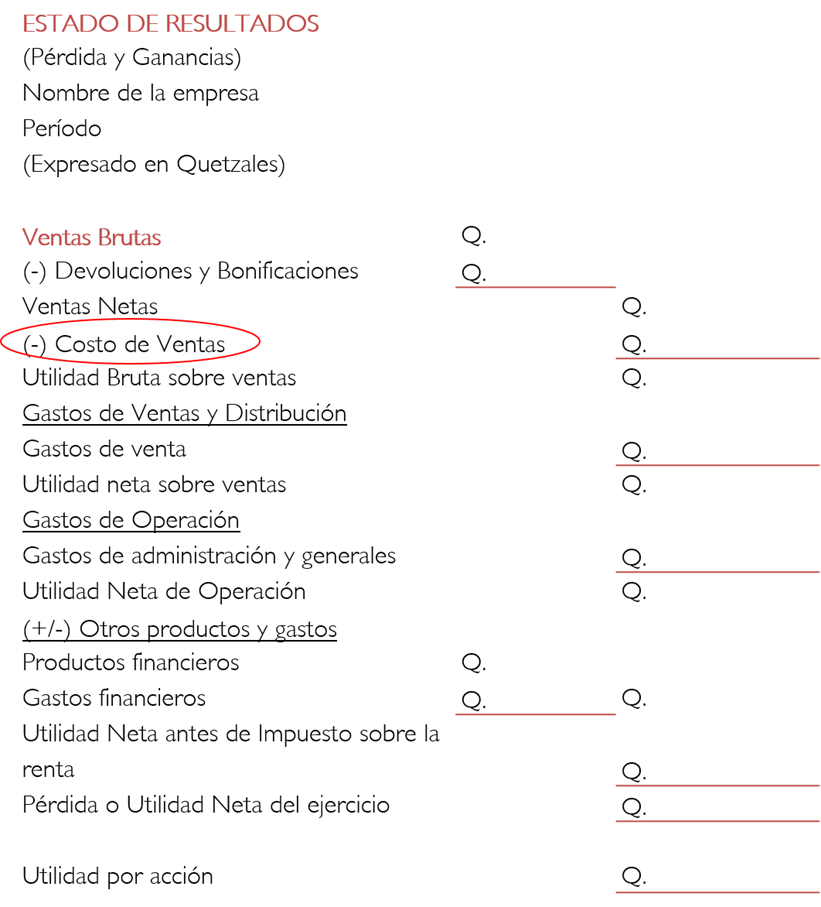 ESTADO DE RESULTADOS
(Pérdida y Ganancias)
Nombre de la empresa
Período
(Expresado en Quetzales)
Ventas Brutas Q.
(-) Devoluciones y Bonificaciones Q.
Ventas Netas Q.
(-) Costo de Ventas Q.
Utilidad Bruta sobre ventas Q.
Gastos de Ventas y Distribución
Gastos de venta Q.
Utilidad neta sobre ventas Q.
Gastos de Operación
Gastos de administración y generales Q.
Utilidad Neta de Operación Q.
(+/-) Otros productos y gastos
Productos financieros Q.
Gastos financieros Q. Q.
Utilidad Neta antes de Impuesto sobre la
renta Q.
Pérdida o Utilidad Neta del ejercicio Q.
Utilidad por acción Q.